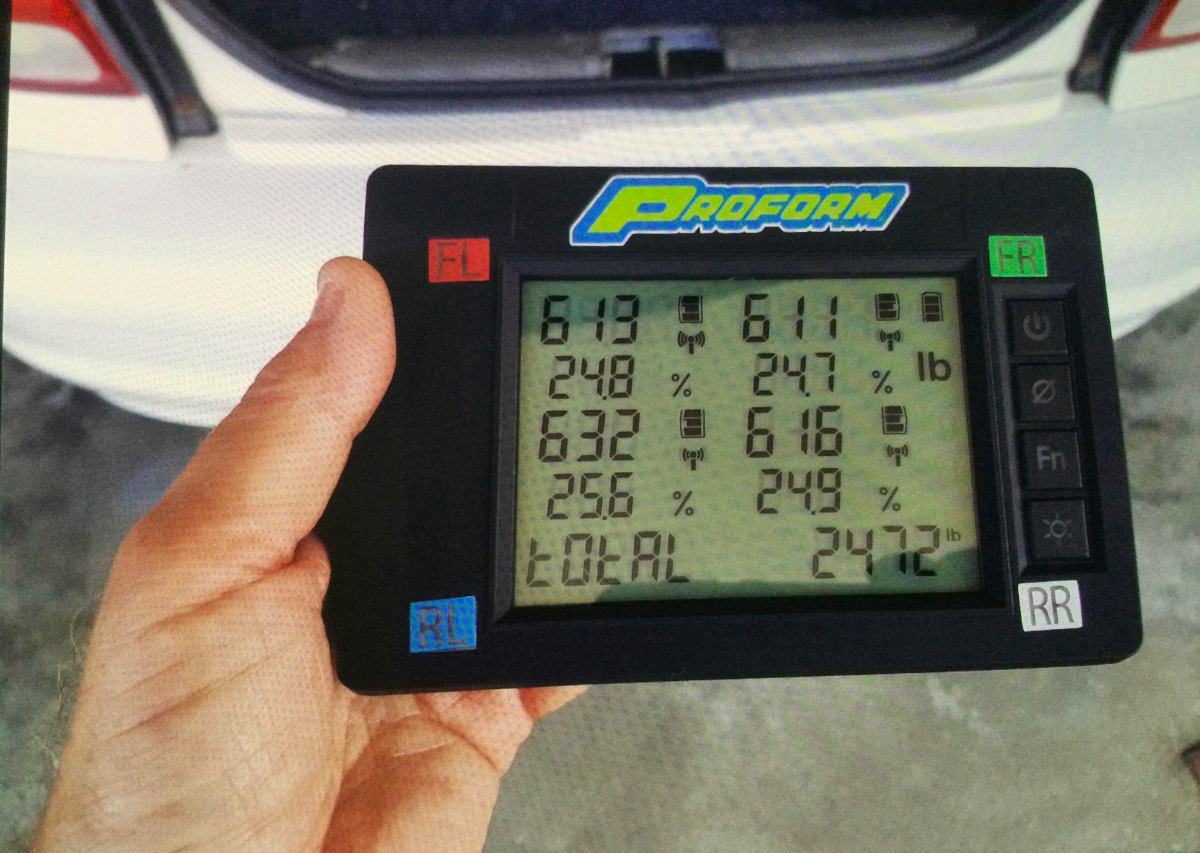 PROFORM
FL FR
613 611
24.8 % 24.7 % lb
632 616
25.6 % 24.9 %
totAL 2472 lb
Fn
RL RR